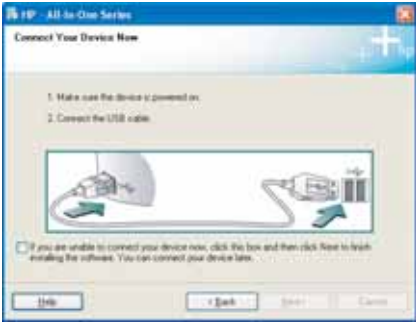 HP - All-In-One Series
Connect Your Device Now
1. Make sure the device is powered on.
2. Connect the USB cable.
If you are unable to connect your device now, click this box and then click Next to finish
installing the software. You can connect your device later.
Help
< Back
Next >
Cancel